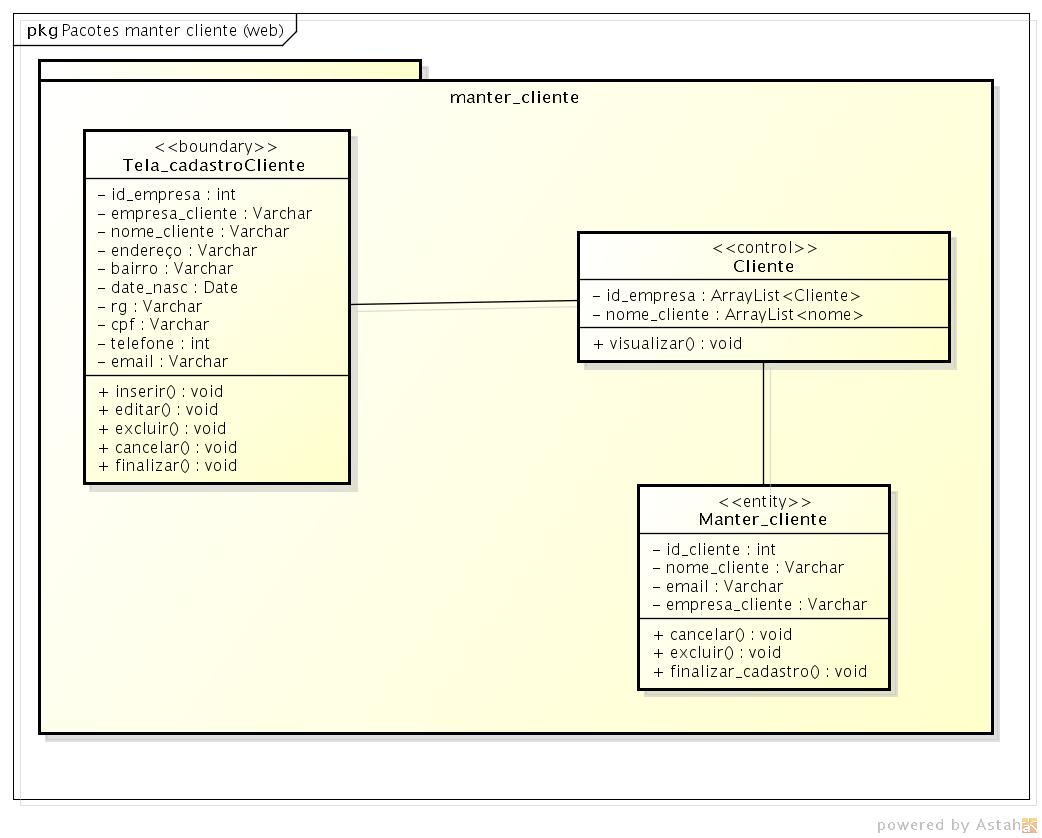 pkg Pacotes manter cliente (web)
manter_cliente
<<boundary>>
Tela_cadastroCliente
- id_empresa : int
- empresa_cliente : Varchar
- nome_cliente : Varchar
- endereço : Varchar
- bairro : Varchar
- date_nasc : Date
- rg : Varchar
- cpf : Varchar
- telefone : int
- email : Varchar
+ inserir() : void
+ editar() : void
+ excluir() : void
+ cancelar() : void
+ finalizar() : void
<<control>>
Cliente
- id_empresa : ArrayList<Cliente>
- nome_cliente : ArrayList<nome>
+ visualizar() : void
<<entity>>
Manter_cliente
- id_cliente : int
- nome_cliente : Varchar
- email : Varchar
- empresa_cliente : Varchar
+ cancelar() : void
+ excluir() : void
+ finalizar_cadastro() : void
powered by Astah